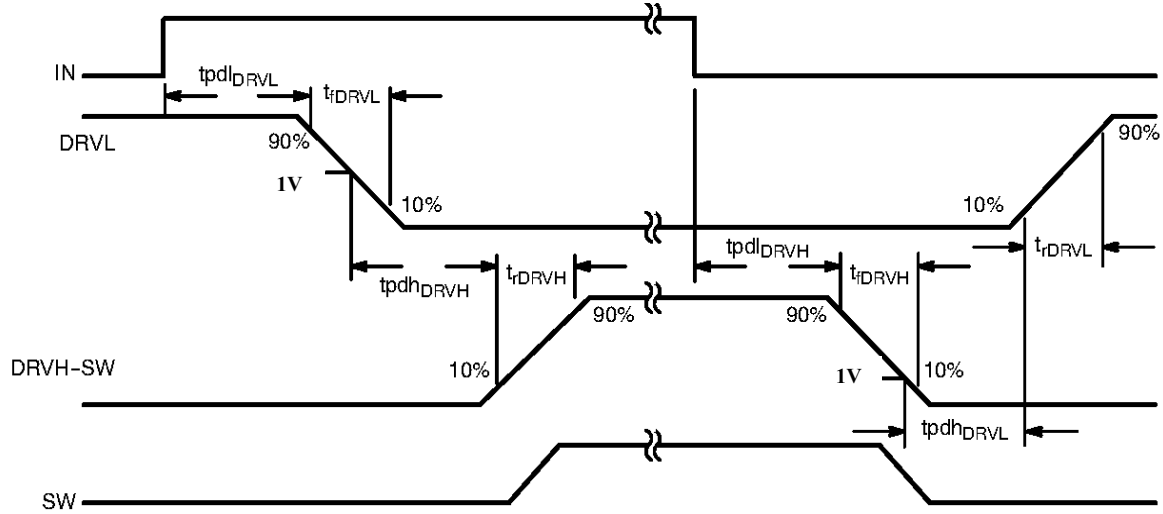 IN
tpdlDRVL
tfDRVL
DRVL
90%
90%
1V
10%
10%
tpdlDRVH
trDRVL
tpdhDRVH
trDRVH
tfDRVH
90%
90%
DRVH-SW
10%
1V
10%
tpdhDRVL
SW